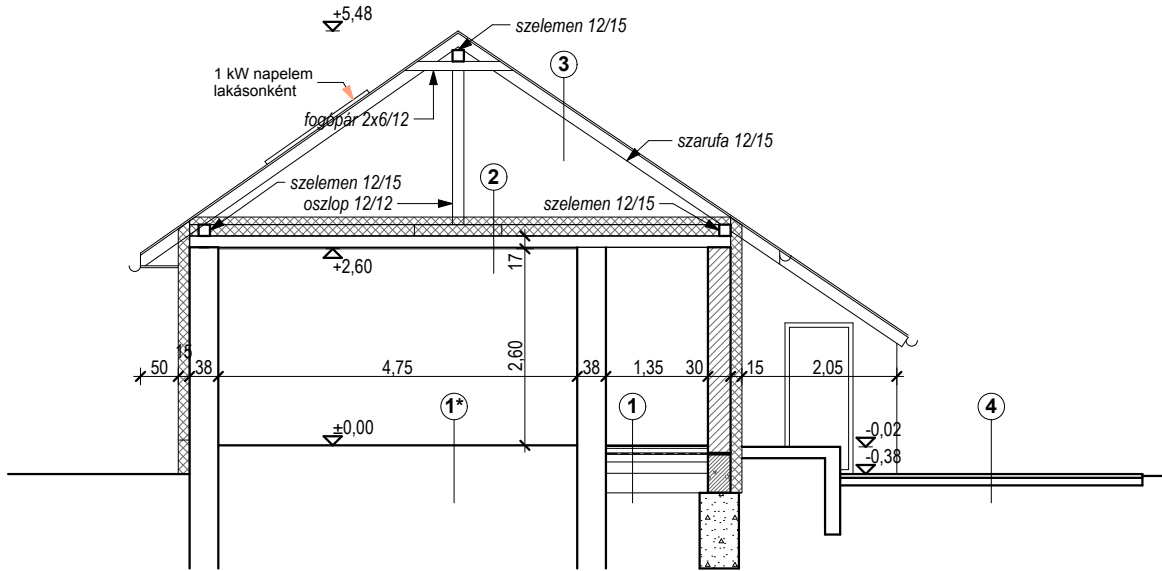 +5,48
szelemen 12/15
3
1 kW napelem
lakásonként
fogópár 2x6/12
szarufa 12/15
2
szelemen 12/15
oszlop 12/12
szelemen 12/15
+2,60
17
2,60
50
15
38
4,75
38
1,35
30
15
2,05
1*
1
4
±0,00
-0,02
-0,38